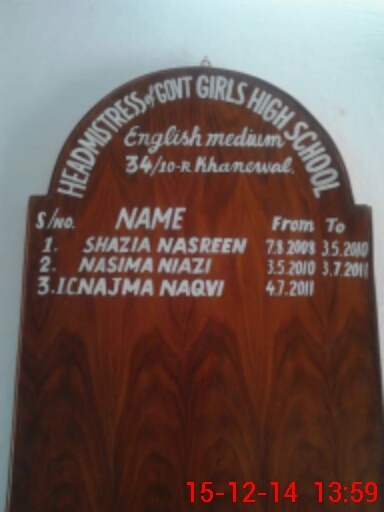 HEADMISTRESS of GOVT GIRLS HIGH SCHOOL
English medium
34/10-R Khanewal.
S/NO. NAME From To
1. SHAZIA NASREEN 7.8.2008 3.5.2010
2. NASIMA NIAZI 3.5.2010 3.7.2011
3.I.C NAJMA NAQVI 4.7.2011
15-12-14 13:59